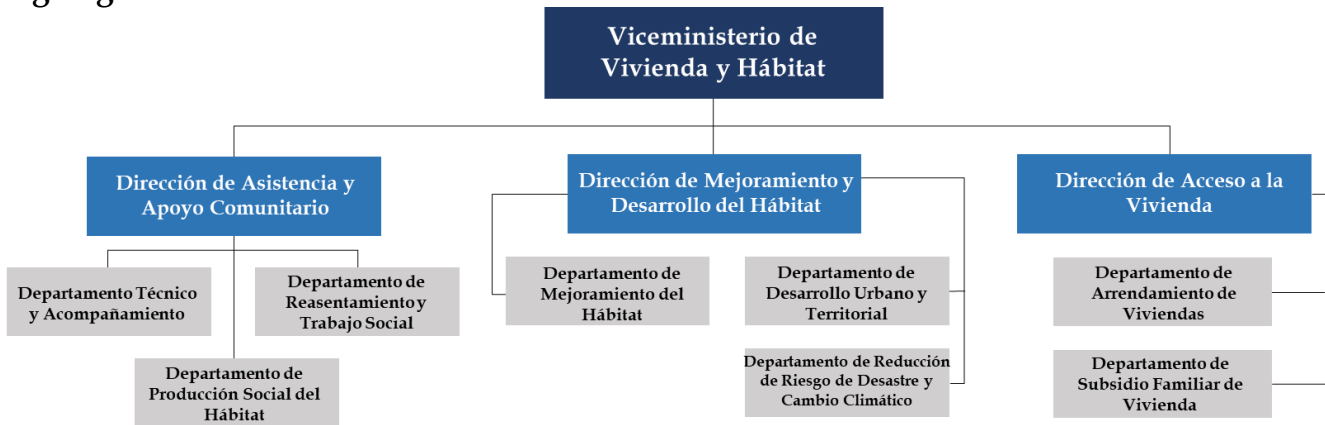 Viceministerio de
Vivienda y Hábitat
Dirección de Asistencia y
Apoyo Comunitario
Dirección de Mejoramiento y
Desarrollo del Hábitat
Dirección de Acceso a la
Vivienda
Departamento Técnico
y Acompañamiento
Departamento de
Reasentamiento y
Trabajo Social
Departamento de
Producción Social del
Hábitat
Departamento de
Mejoramiento del
Hábitat
Departamento de
Desarrollo Urbano y
Territorial
Departamento de Reducción
de Riesgo de Desastre y
Cambio Climático
Departamento de
Arrendamiento de
Viviendas
Departamento de
Subsidio Familiar de
Vivienda